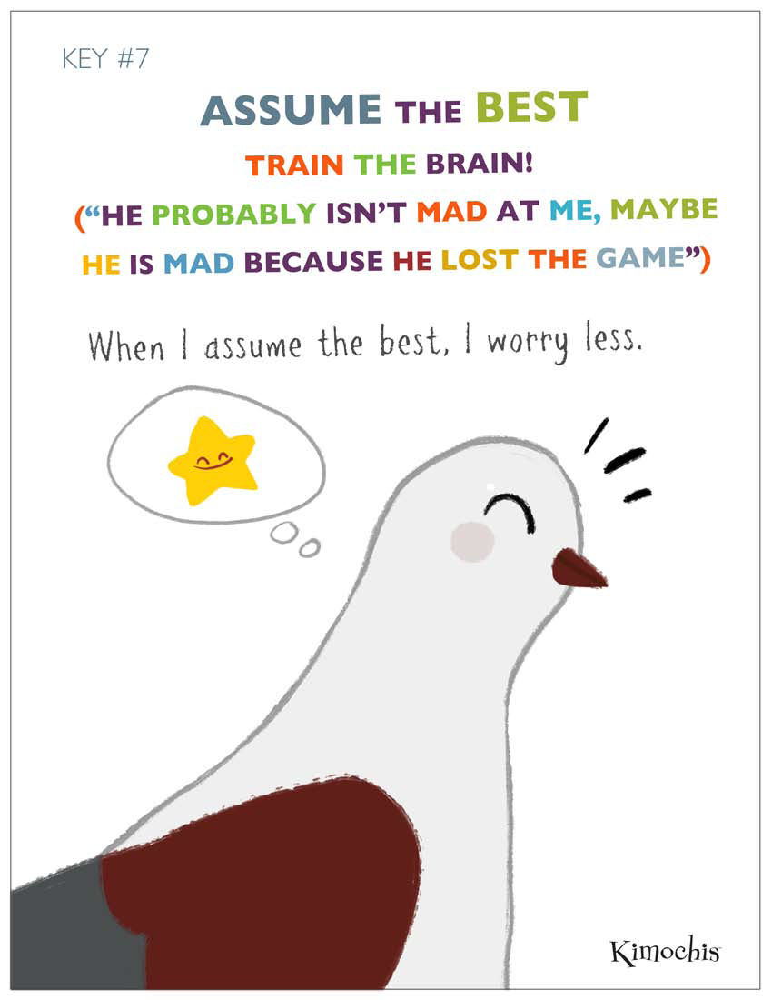 KEY #7
ASSUME THE BEST
TRAIN THE BRAIN!
(“HE PROBABLY ISN’T MAD AT ME, MAYBE
HE IS MAD BECAUSE HE LOST THE GAME”)
When I assume the best, I worry less.
Kimochis